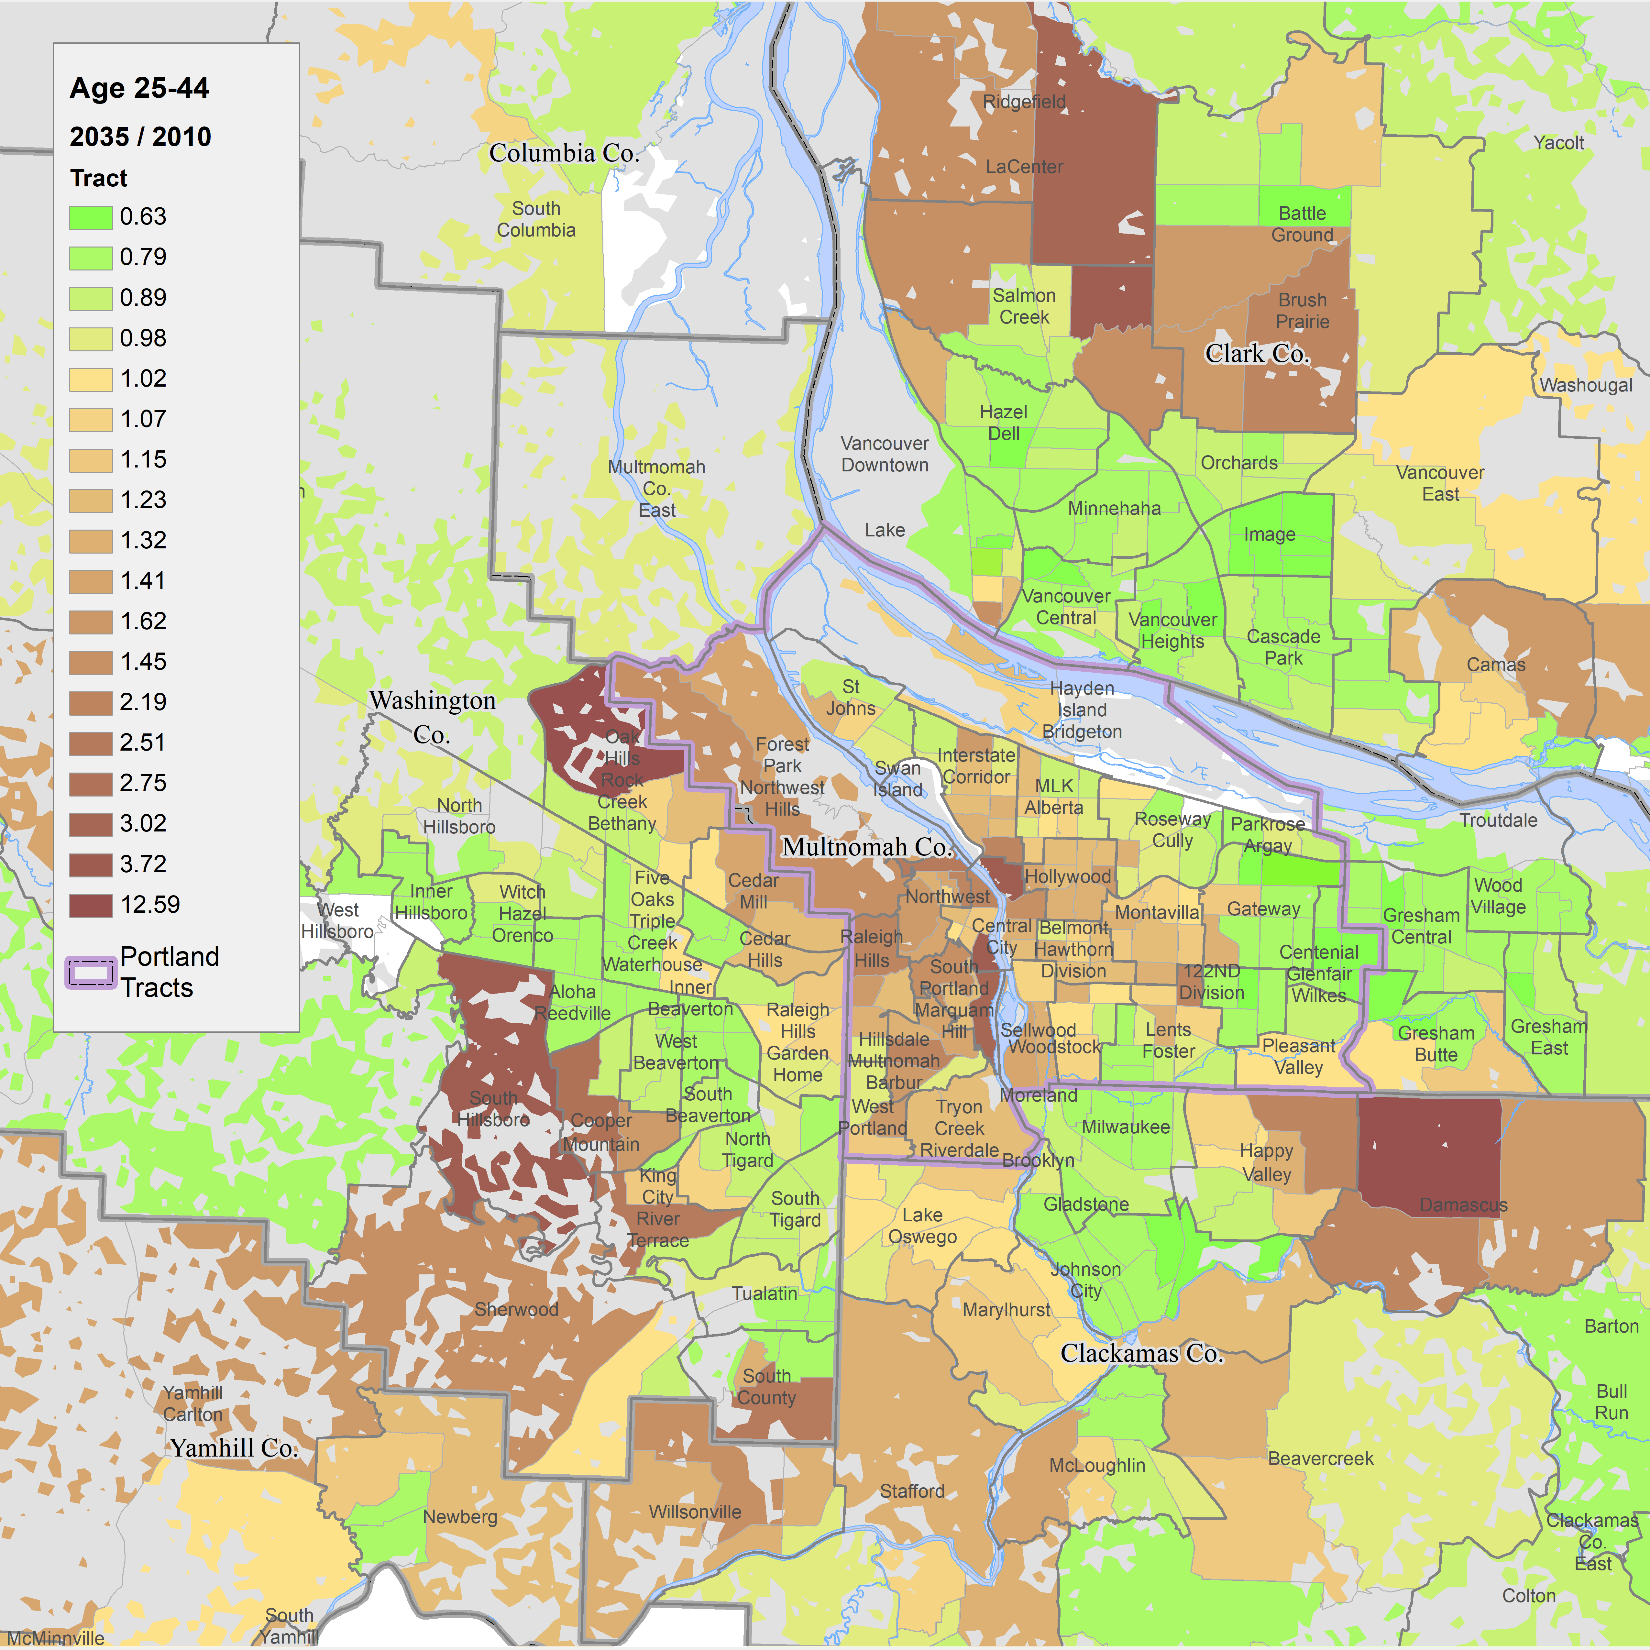 Age 25-44
2035 / 2010
Tract
0.63
0.79
0.89
0.98
1.02
1.07
1.15
1.23
1.32
1.41
1.62
1.45
2.19
2.51
2.75
3.02
3.72
12.59
Portland
Tracts
Columbia Co.
South
Columbia
Ridgefield
LaCenter
Yacolt
Battle
Ground
Salmon
Creek
Brush
Prairie
Clark Co.
Washougal
Hazel
Dell
Vancouver
Downtown
Orchards
Vancouver
East
Multmomah
Co.
East
Minnehaha
Lake
Image
Vancouver
Central
Vancouver
Heights
Cascade
Park
Camas
Washington
Co.
St
Johns
Hayden
Island
Bridgeton
Oak
Hills
Rock
Creek
Bethany
Forest
Park
Northwest
Hills
Swan
Island
Interstate
Corridor
MLK
Alberta
North
Hillsboro
Roseway
Cully
Parkrose
Argay
Troutdale
Multnomah Co.
Hollywood
Cedar
Mill
Northwest
Five
Oaks
Triple
Creek
Waterhouse
Inner
Beaverton
Witch
Hazel
Orenco
Inner
Hillsboro
West
Hillsboro
Montavilla
Gateway
Gresham
Central
Wood
Village
Central
City
Belmont
Hawthorn
Division
Raleigh
Hills
Cedar
Hills
Centenial
Glenfair
Wilkes
122ND
Division
South
Portland
Marquam
Hill
Aloha
Reedville
Raleigh
Hills
Garden
Home
West
Beaverton
Hillsdale
Multnomah
Barbur
Sellwood
Woodstock
Lents
Foster
Pleasant
Valley
Gresham
Butte
Gresham
East
South
Hillsboro
Cooper
Mountain
South
Beaverton
Moreland
West
Portland
Tryon
Creek
Riverdale
Milwaukee
North
Tigard
Happy
Valley
Brooklyn
King
City
River
Terrace
South
Tigard
Lake
Oswego
Gladstone
Damascus
Johnson
City
Tualatin
Sherwood
Marylhurst
Barton
Clackamas Co.
South
County
Yamhill
Carlton
Bull
Run
Yamhill Co.
McLoughlin
Beavercreek
Stafford
Willsonville
Newberg
Clackamas
Co.
East
Colton
South
Yamhill
McMinnville